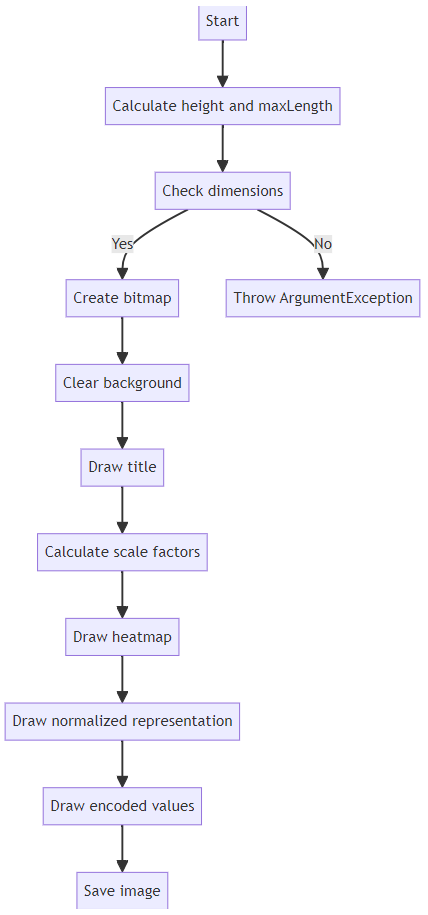 Start
Calculate height and maxLength
Check dimensions
Yes
No
Create bitmap
Throw ArgumentException
Clear background
Draw title
Calculate scale factors
Draw heatmap
Draw normalized representation
Draw encoded values
Save image